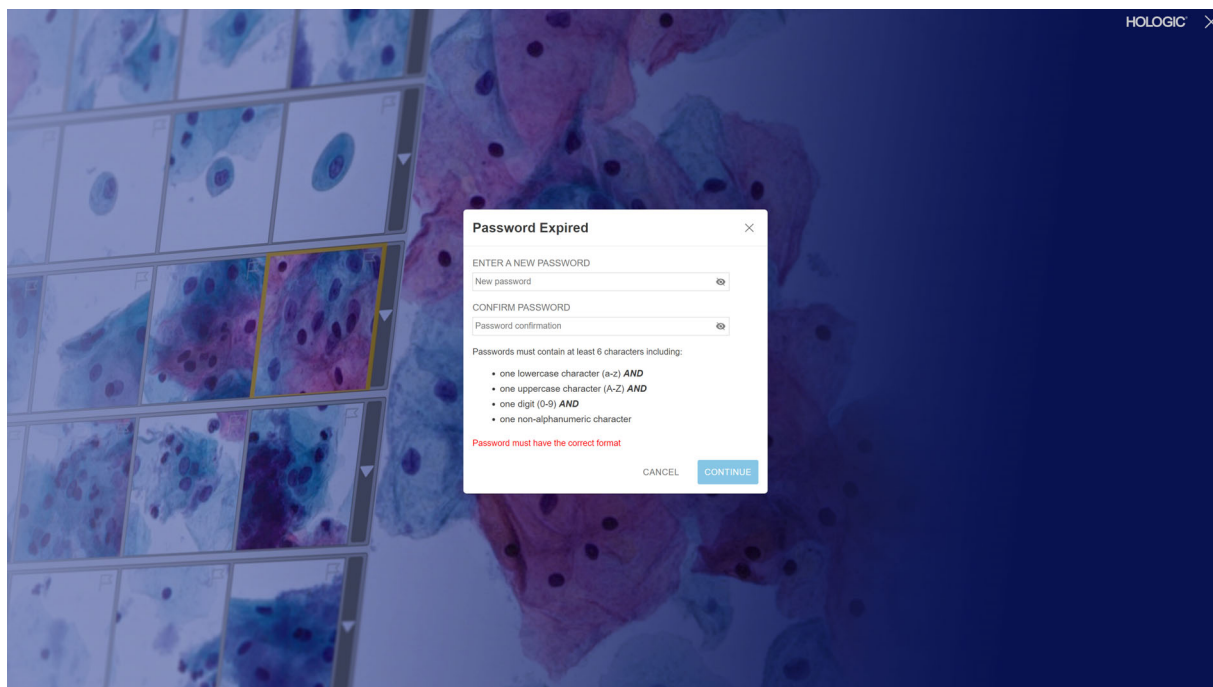 HOLOGIC
Password Expired
ENTER A NEW PASSWORD
New password
CONFIRM PASSWORD
Password confirmation
Passwords must contain at least 6 characters including:
• one lowercase character (a-z) AND
• one uppercase character (A-Z) AND
• one digit (0-9) AND
• one non-alphanumeric character
Password must have the correct format
CANCEL CONTINUE